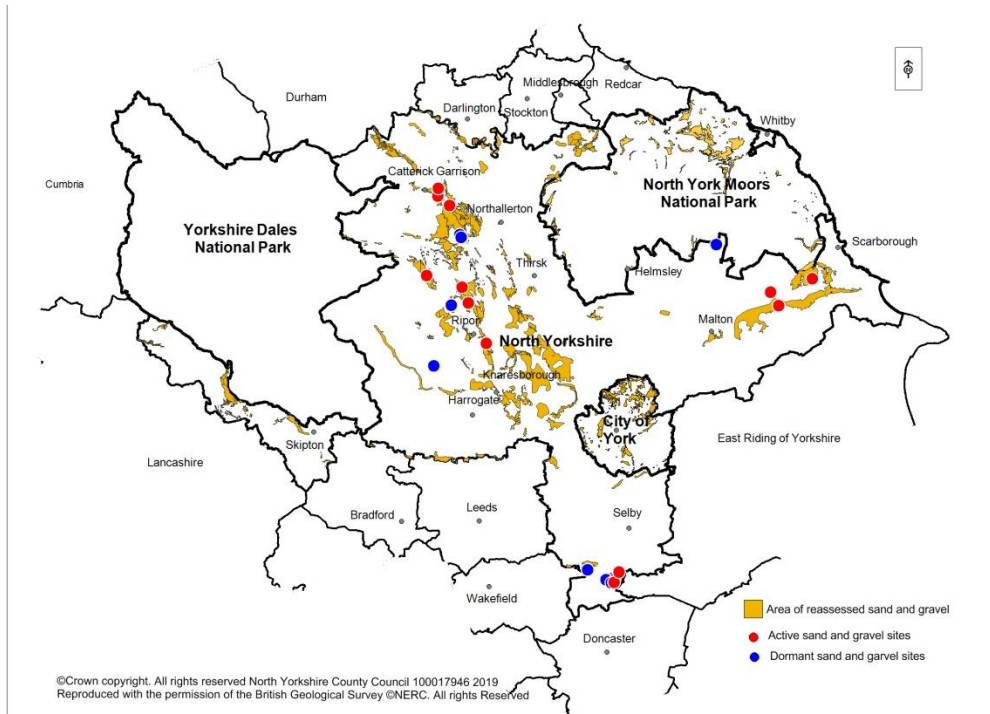 Durham
Middlesbrough
Redcar
Darlington
Stockton
Whitby
Cumbria
Catterick Garrison
North York Moors
National Park
Northallerton
Yorkshire Dales
National Park
Scarborough
Thirsk
Helmsley
Malton
Ripon
North Yorkshire
Knaresborough
Harrogate
City of
York
East Riding of Yorkshire
Skipton
Lancashire
Leeds
Selby
Bradford
Wakefield
Doncaster
Area of reassessed sand and gravel
Active sand and gravel sites
Dormant sand and garvel sites
©Crown copyright. All rights reserved North Yorkshire County Council 100017946 2019
Reproduced with the permission of the British Geological Survey ©NERC. All rights Reserved